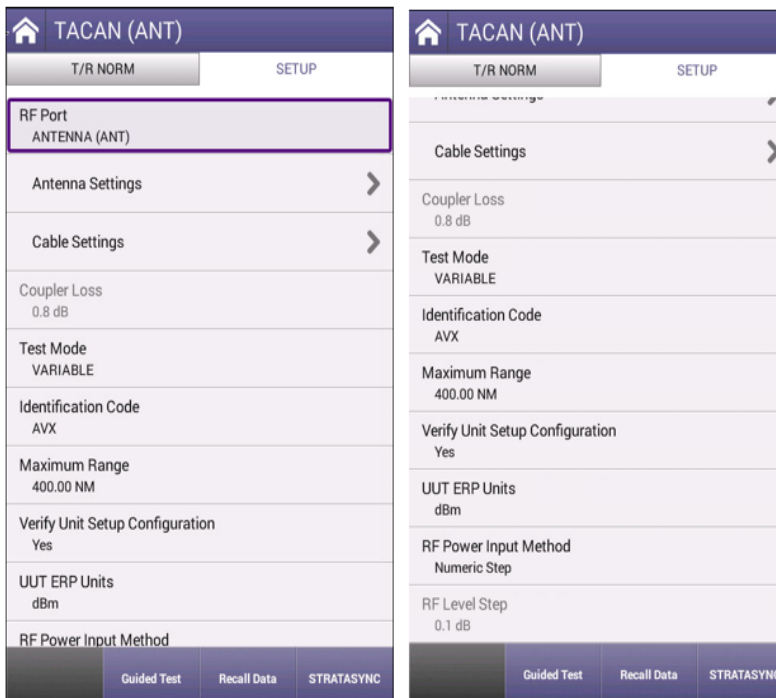 TACAN (ANT)
T/R NORM
SETUP
RF Port
ANTENNA (ANT)
Antenna Settings
Cable Settings
Coupler Loss
0.8 dB
Test Mode
VARIABLE
Identification Code
AVX
Maximum Range
400.00 NM
Verify Unit Setup Configuration
Yes
UUT ERP Units
dBm
RF Power Input Method
Guided Test
Recall Data
STRATASYNC
TACAN (ANT)
T/R NORM
SETUP
Antenna Settings
Cable Settings
Coupler Loss
0.8 dB
Test Mode
VARIABLE
Identification Code
AVX
Maximum Range
400.00 NM
Verify Unit Setup Configuration
Yes
UUT ERP Units
dBm
RF Power Input Method
Numeric Step
RF Level Step
0.1 dB
Guided Test
Recall Data
STRATASYN